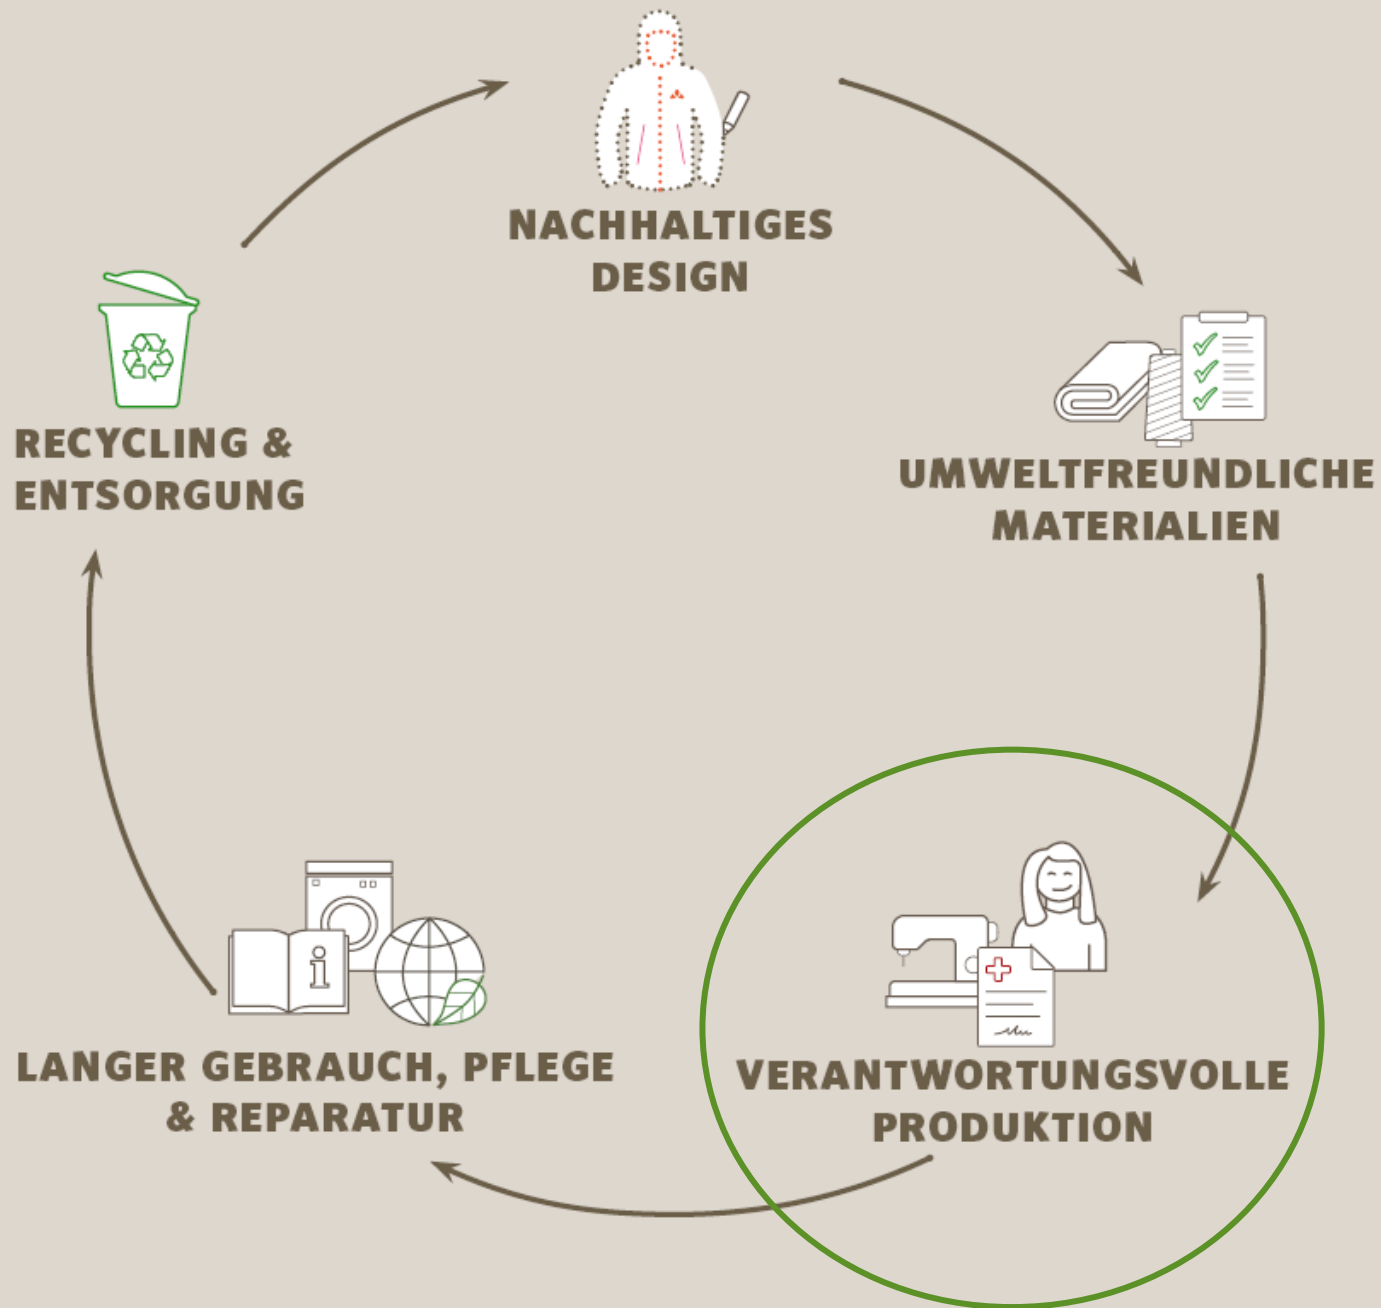 NACHHALTIGES
DESIGN
UMWELTFREUNDLICHE
MATERIALIEN
VERANTWORTUNGSVOLLE
PRODUKTION
LANGER GEBRAUCH, PFLEGE
& REPARATUR
i
RECYCLING &
ENTSORGUNG